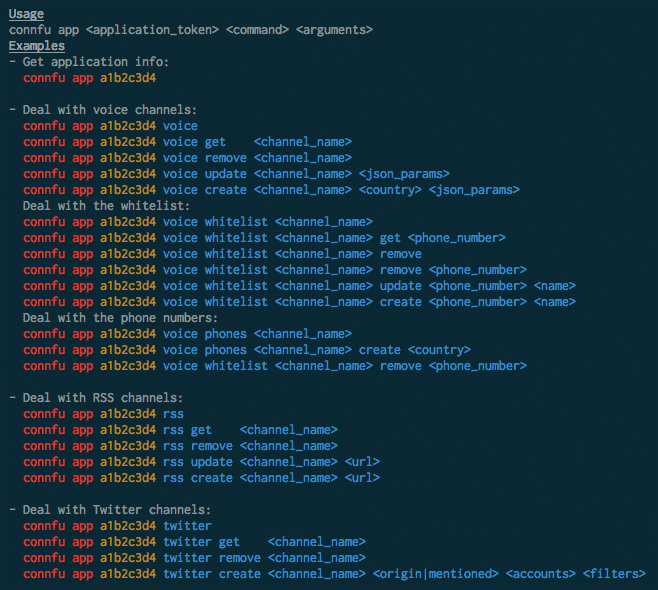 Usage
connfu app <application_token> <command> <arguments>
Examples
- Get application info:
  connfu app a1b2c3d4

- Deal with voice channels:
  connfu app a1b2c3d4 voice
  connfu app a1b2c3d4 voice get    <channel_name>
  connfu app a1b2c3d4 voice remove <channel_name>
  connfu app a1b2c3d4 voice update <channel_name> <json_params>
  connfu app a1b2c3d4 voice create <channel_name> <country> <json_params>
  Deal with the whitelist:
  connfu app a1b2c3d4 voice whitelist <channel_name>
  connfu app a1b2c3d4 voice whitelist <channel_name> get <phone_number>
  connfu app a1b2c3d4 voice whitelist <channel_name> remove
  connfu app a1b2c3d4 voice whitelist <channel_name> remove <phone_number>
  connfu app a1b2c3d4 voice whitelist <channel_name> update <phone_number> <name>
  connfu app a1b2c3d4 voice whitelist <channel_name> create <phone_number> <name>
  Deal with the phone numbers:
  connfu app a1b2c3d4 voice phones <channel_name>
  connfu app a1b2c3d4 voice phones <channel_name> create <country>
  connfu app a1b2c3d4 voice whitelist <channel_name> remove <phone_number>

- Deal with RSS channels:
  connfu app a1b2c3d4 rss
  connfu app a1b2c3d4 rss get    <channel_name>
  connfu app a1b2c3d4 rss remove <channel_name>
  connfu app a1b2c3d4 rss update <channel_name> <url>
  connfu app a1b2c3d4 rss create <channel_name> <url>

- Deal with Twitter channels:
  connfu app a1b2c3d4 twitter
  connfu app a1b2c3d4 twitter get    <channel_name>
  connfu app a1b2c3d4 twitter remove <channel_name>
  connfu app a1b2c3d4 twitter create <channel_name> <origin|mentioned> <accounts> <filters>